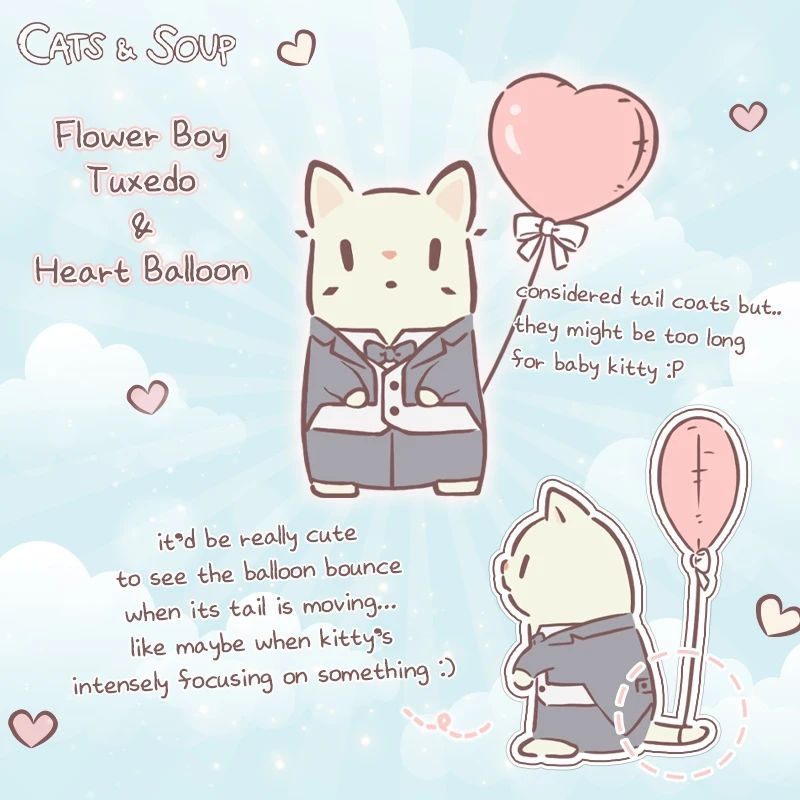 CATS & SOUP
Flower Boy
Tuxedo
&
Heart Balloon
considered tail coats but..
they might be too long
for baby kitty :P
it'd be really cute
to see the balloon bounce
when its tail is moving...
like maybe when kitty's
intensely focusing on something :)